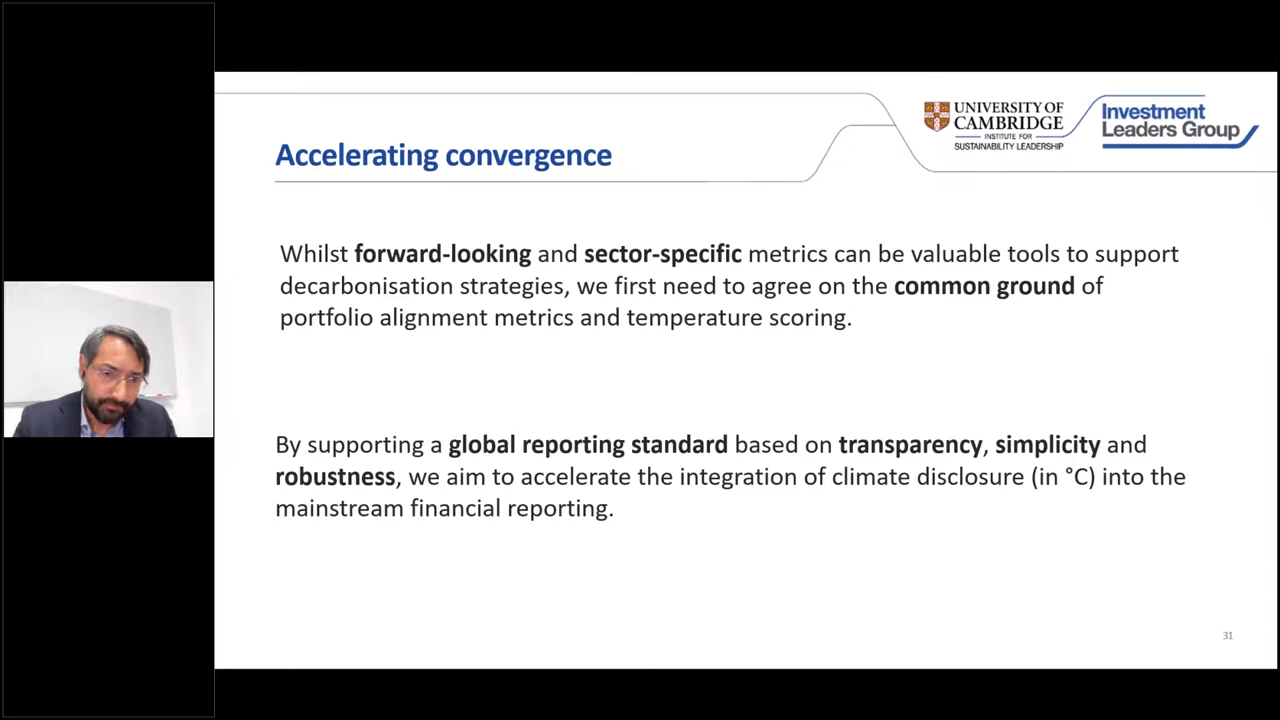 UNIVERSITY OF
CAMBRIDGE
INSTITUTE FOR
SUSTAINABILITY LEADERSHIP
Investment
Leaders Group
Accelerating convergence
Whilst forward-looking and sector-specific metrics can be valuable tools to support
decarbonisation strategies, we first need to agree on the common ground of
portfolio alignment metrics and temperature scoring.
By supporting a global reporting standard based on transparency, simplicity and
robustness, we aim to accelerate the integration of climate disclosure (in °C) into the
mainstream financial reporting.
31